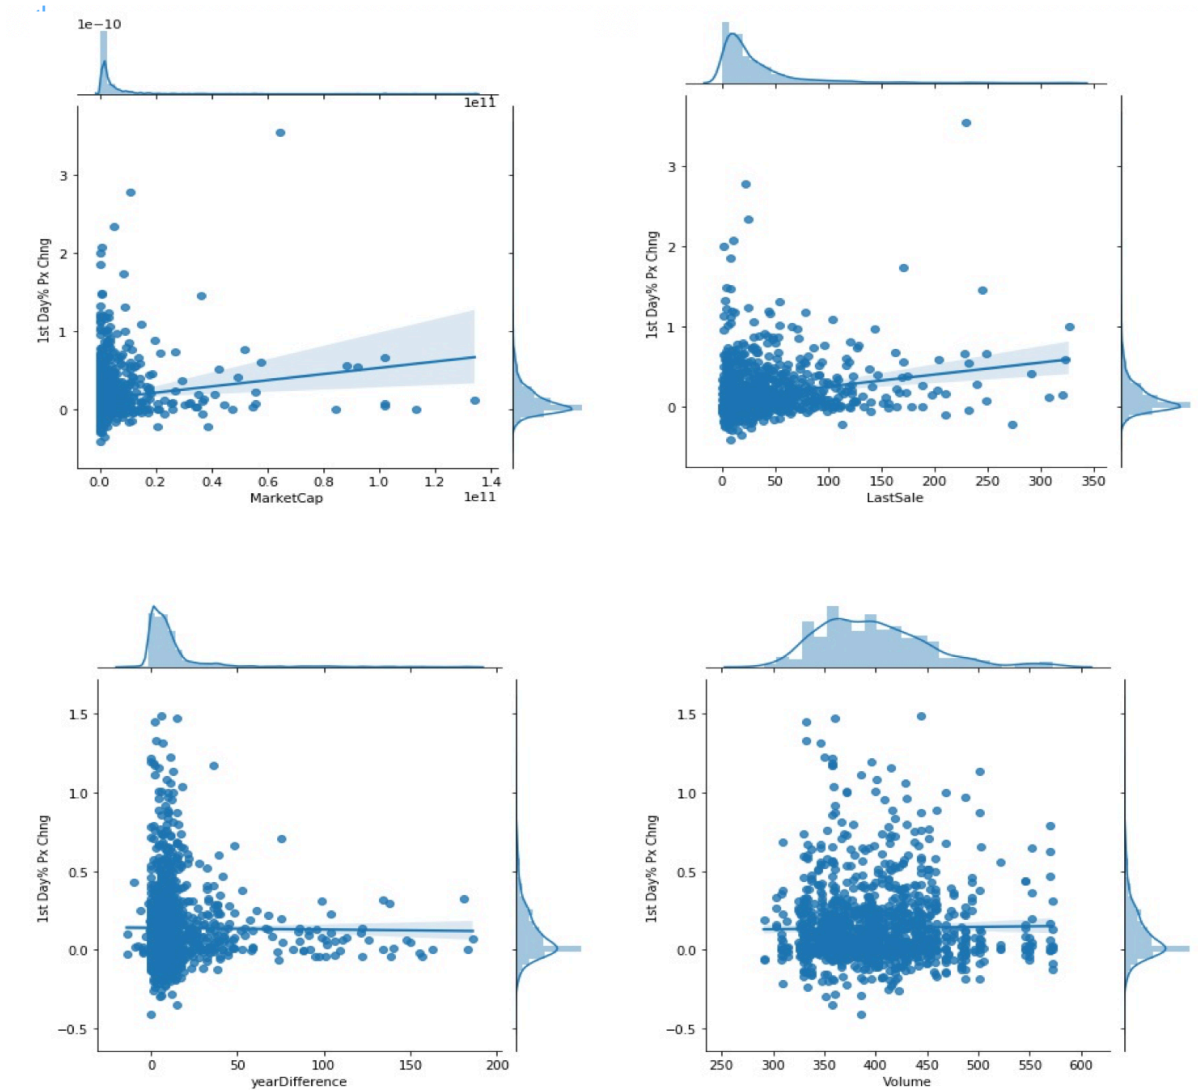 1e−10
1e11
1st Day% Px Chng
3
2
1
0
0.0 0.2 0.4 0.6 0.8 1.0 1.2 1.4
MarketCap 1e11
1st Day% Px Chng
3
2
1
0
0 50 100 150 200 250 300 350
LastSale
1st Day% Px Chng
1.5
1.0
0.5
0.0
−0.5
0 50 100 150 200
yearDifference
1st Day% Px Chng
1.5
1.0
0.5
0.0
−0.5
250 300 350 400 450 500 550 600
Volume